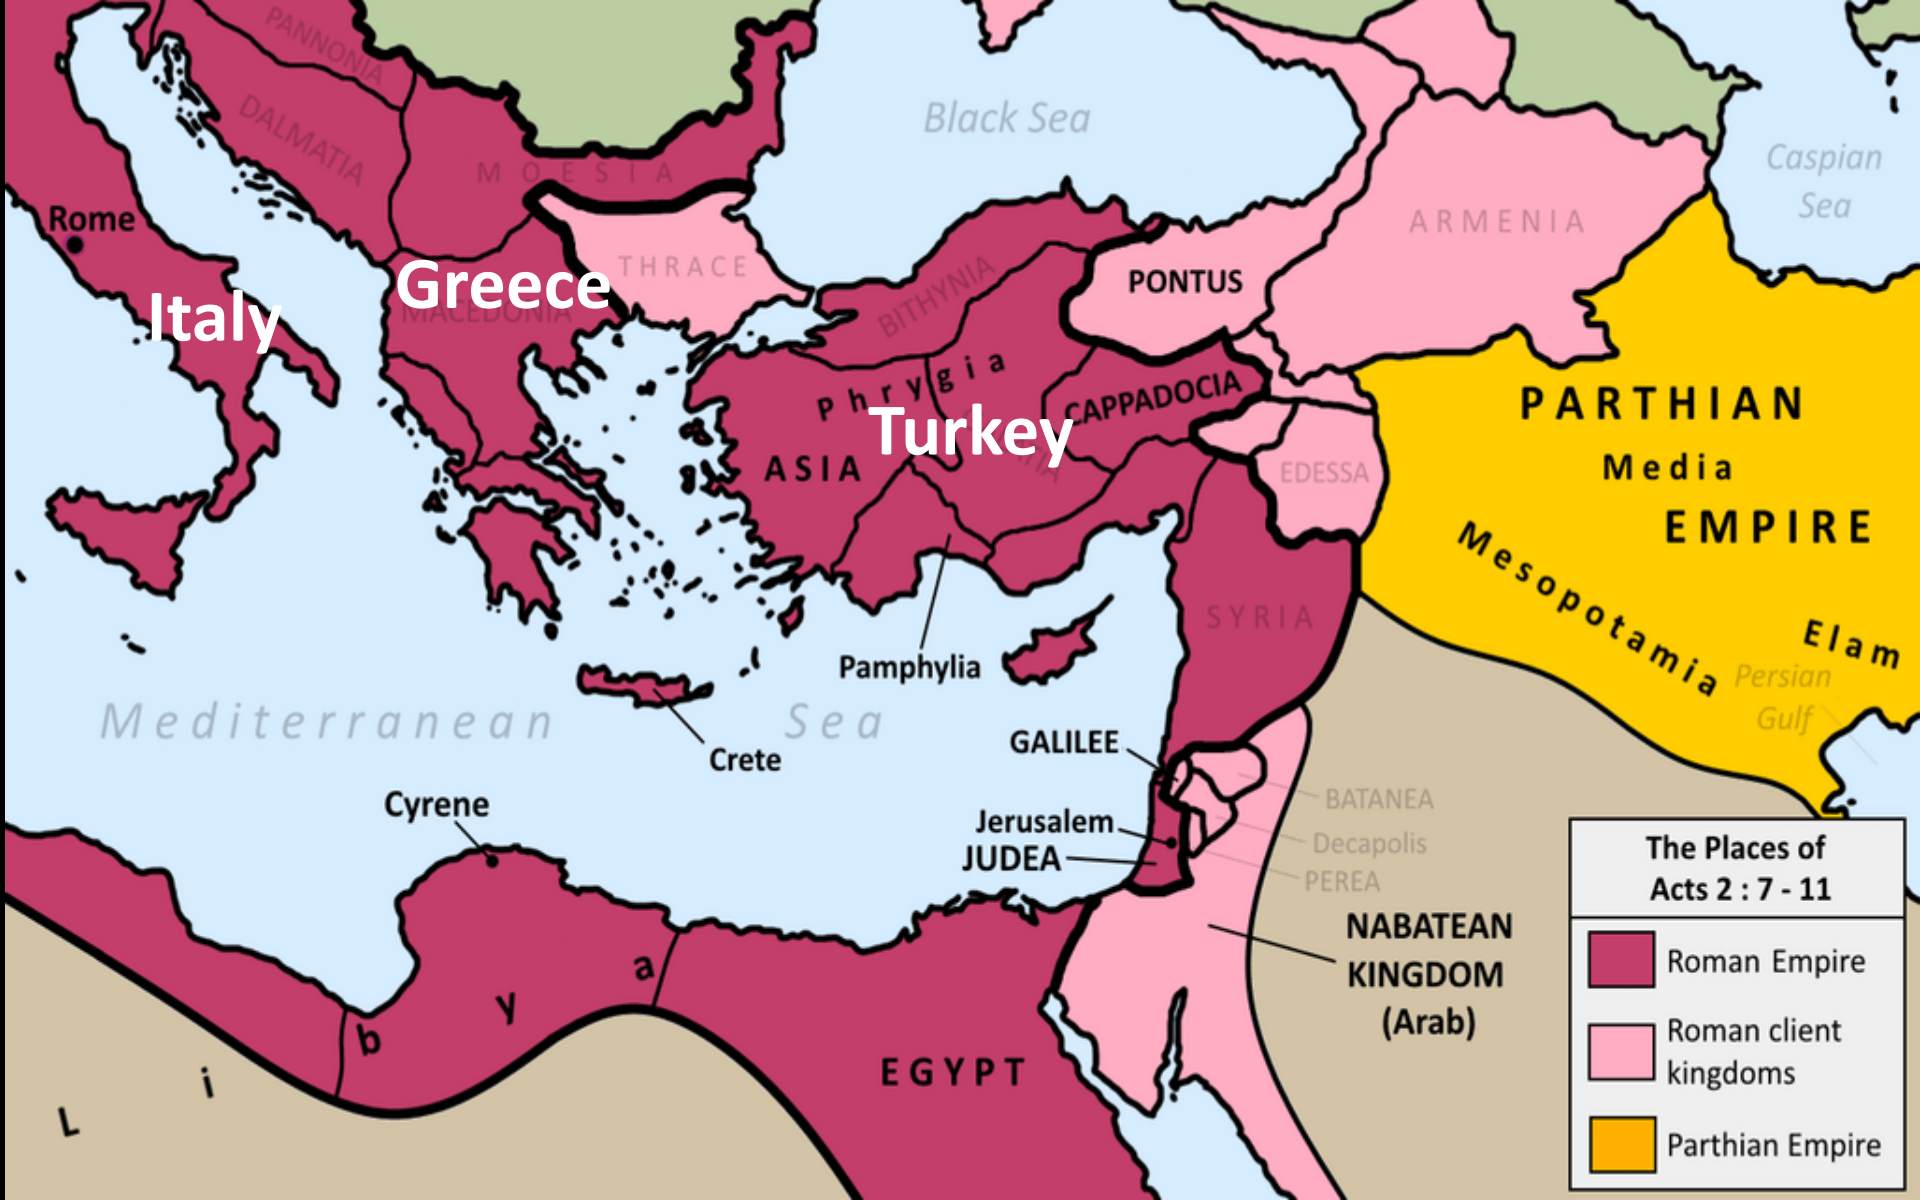 PANNONIA
DALMATIA
MOESIA
Black Sea
Caspian
Sea
Rome
Italy
Greece
MACEDONIA
THRACE
BITHYNIA
PONTUS
ARMENIA
Phrygia
CAPPADOCIA
Turkey
ASIA
EDESSA
PARTHIAN
Media
EMPIRE
Mesopotamia
Elam
Persian
Gulf
SYRIA
Pamphylia
Mediterranean Sea
Crete
Cyrene
GALILEE
Jerusalem
JUDEA
BATANEA
Decapolis
PEREA
NABATEAN
KINGDOM
(Arab)
Libya
EGYPT
The Places of
Acts 2 : 7 - 11
Roman Empire
Roman client
kingdoms
Parthian Empire